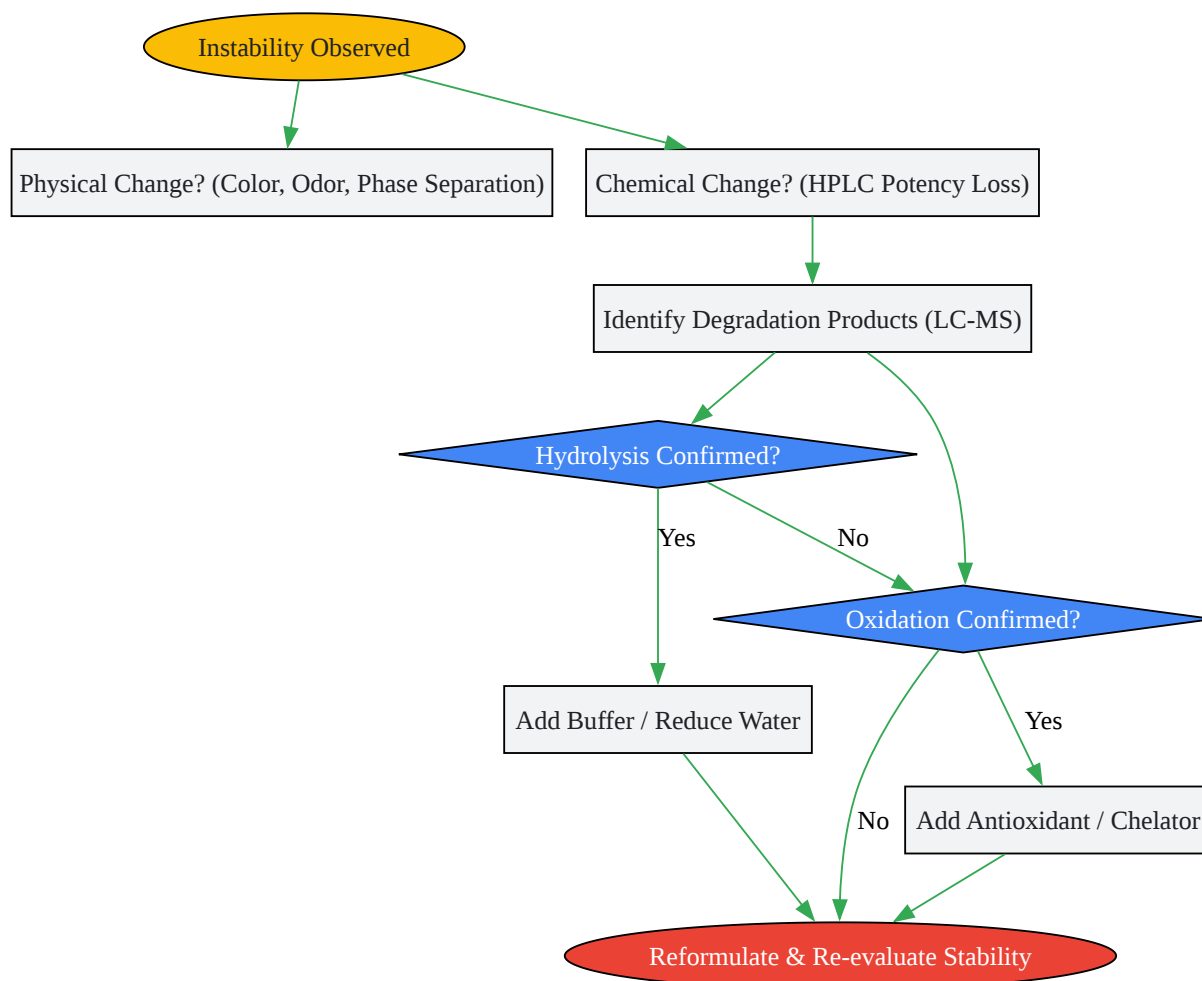 Instability Observed
Physical Change? (Color, Odor, Phase Separation)
Chemical Change? (HPLC Potency Loss)
Identify Degradation Products (LC-MS)
Hydrolysis Confirmed?
Yes
No
Oxidation Confirmed?
Add Buffer / Reduce Water
Yes
No
Add Antioxidant / Chelator
Reformulate & Re-evaluate Stability